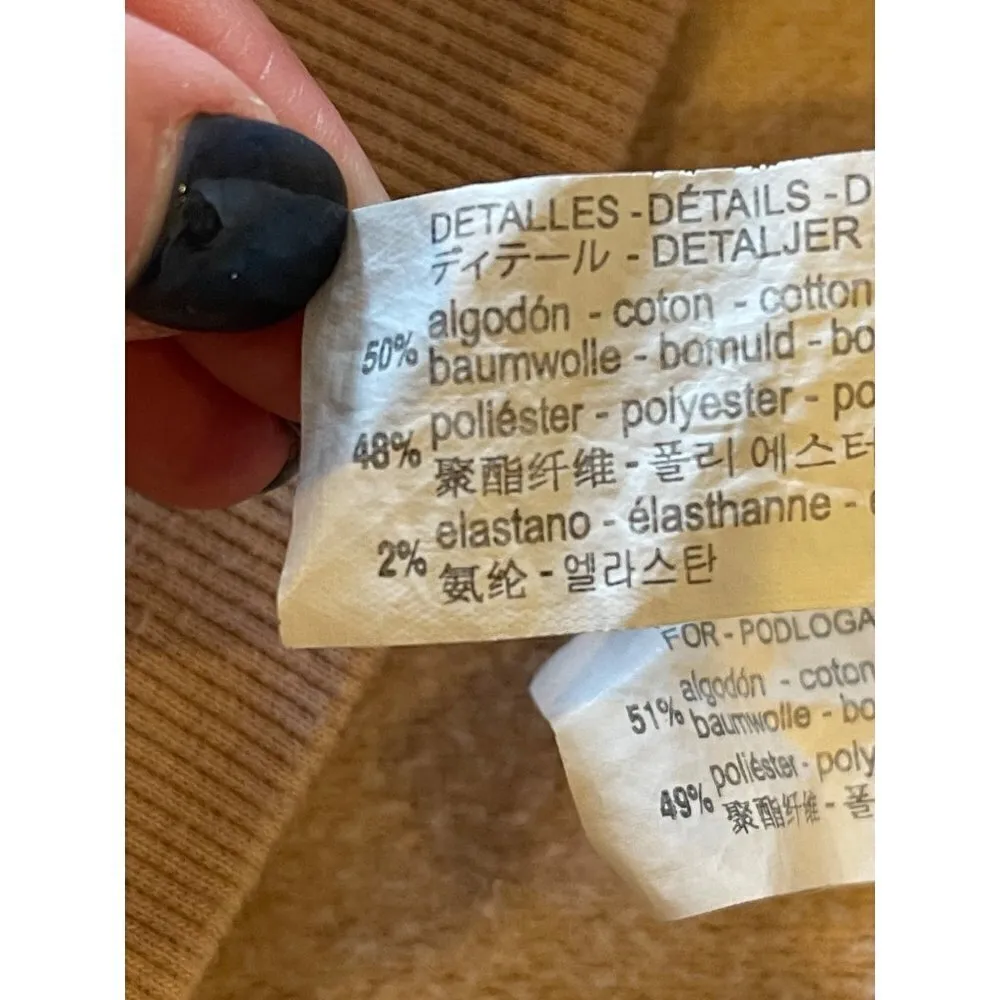 DETALLES - DÉTAILS - D
ディテール - DETALJER
50% algodón - coton - cotton
baumwolle - bomuld - bo
48% poliéster - polyester - po
聚酯纤维 - 폴리 에스터
2% elastano - élasthanne - e
氨纶 - 엘라스탄
FOR - PODLOGA
51% algodón - coton
baumwolle - bo
49% poliéster - poly
聚酯纤维 - 폴